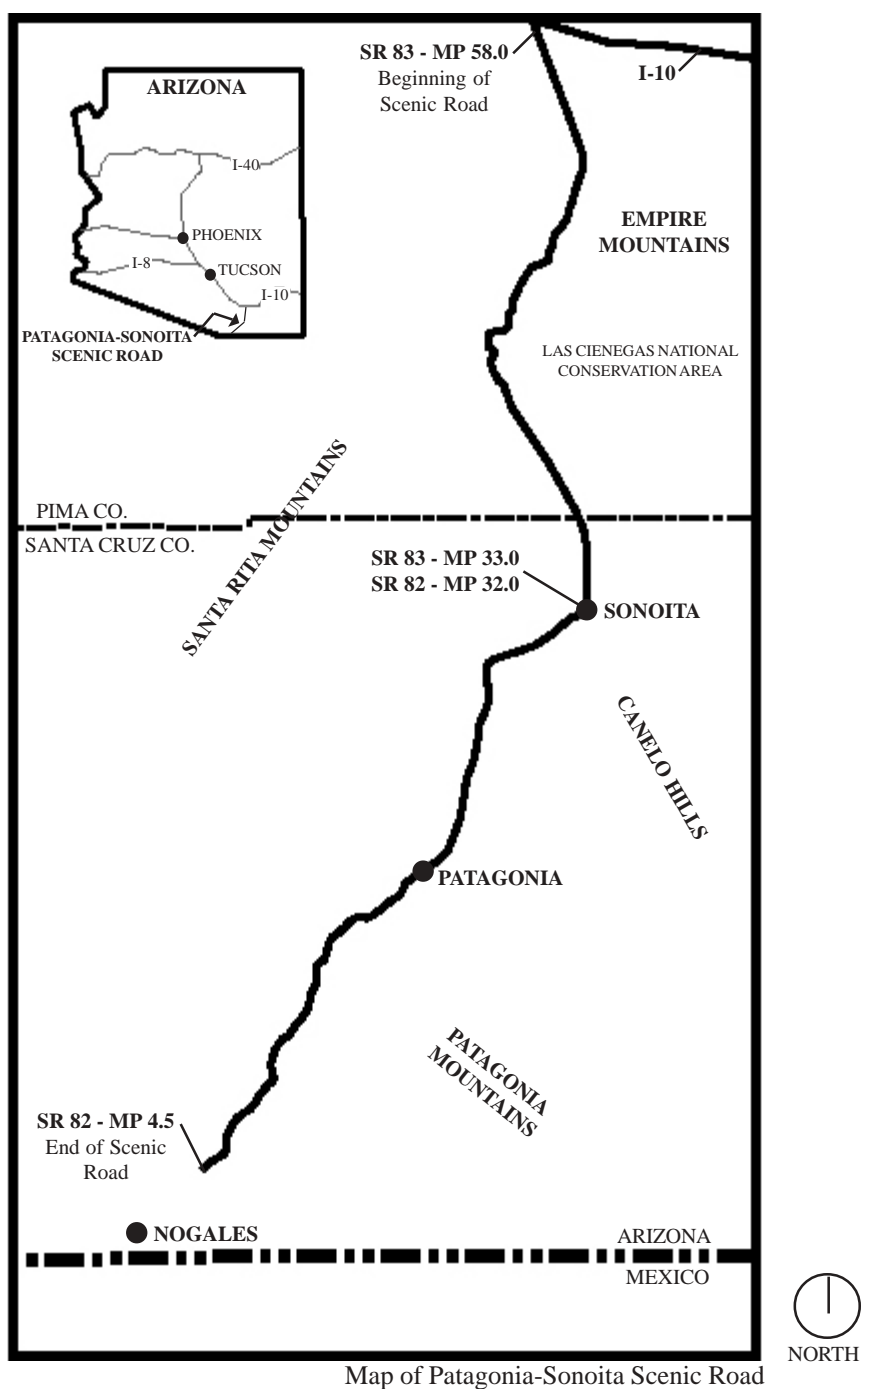 SR 83 - MP 58.0
Beginning of
Scenic Road
I-10
ARIZONA
I-40
PHOENIX
I-8
TUCSON
I-10
PATAGONIA-SONOITA
SCENIC ROAD
EMPIRE
MOUNTAINS
LAS CIENEGAS NATIONAL
CONSERVATION AREA
SANTA RITA MOUNTAINS
PIMA CO.
SANTA CRUZ CO.
SR 83 - MP 33.0
SR 82 - MP 32.0
SONOITA
CANELO HILLS
PATAGONIA
PATAGONIA
MOUNTAINS
SR 82 - MP 4.5
End of Scenic
Road
NOGALES
ARIZONA
MEXICO
NORTH
Map of Patagonia-Sonoita Scenic Road